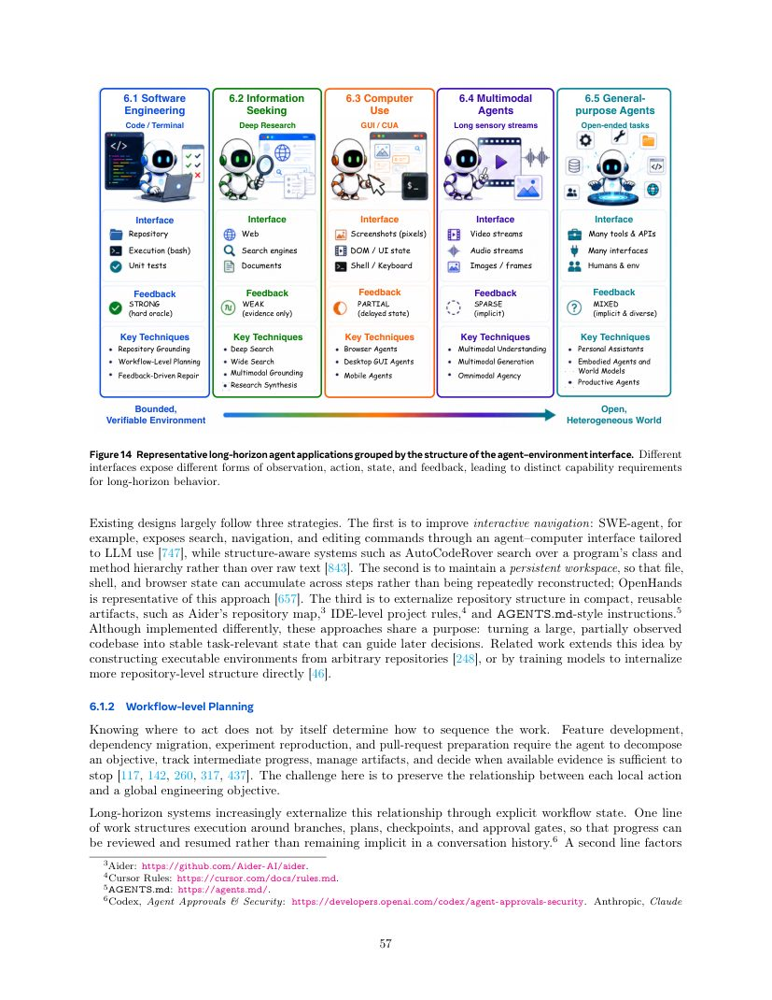 6.1 Software
Engineering
Code / Terminal
</>
Interface
Repository
Execution (bash)
Unit tests
Feedback
STRONG
(hard oracle)
Key Techniques
• Repository Grounding
• Workflow-Level Planning
• Feedback-Driven Repair
6.2 Information
Seeking
Deep Research
Interface
Web
Search engines
Documents
Feedback
WEAK
(evidence only)
Key Techniques
• Deep Search
• Wide Search
• Multimodal Grounding
• Research Synthesis
6.3 Computer
Use
GUI / CUA
$_
Interface
Screenshots (pixels)
DOM / UI state
Shell / Keyboard
Feedback
PARTIAL
(delayed state)
Key Techniques
• Browser Agents
• Desktop GUI Agents
• Mobile Agents
6.4 Multimodal
Agents
Long sensory streams
Interface
Video streams
Audio streams
Images / frames
Feedback
SPARSE
(implicit)
Key Techniques
• Multimodal Understanding
• Multimodal Generation
• Omnimodal Agency
6.5 General-
purpose Agents
Open-ended tasks
</>
Interface
Many tools & APIs
Many interfaces
Humans & env
Feedback
?
MIXED
(implicit & diverse)
Key Techniques
• Personal Assistants
• Embodied Agents and
World Models
• Productive Agents
Bounded,
Verifiable Environment
Open,
Heterogeneous World
Figure 14 Representative long-horizon agent applications grouped by the structure of the agent–environment interface. Different
interfaces expose different forms of observation, action, state, and feedback, leading to distinct capability requirements
for long-horizon behavior.
Existing designs largely follow three strategies. The first is to improve interactive navigation: SWE-agent, for
example, exposes search, navigation, and editing commands through an agent–computer interface tailored
to LLM use [747], while structure-aware systems such as AutoCodeRover search over a program's class and
method hierarchy rather than over raw text [843]. The second is to maintain a persistent workspace, so that file,
shell, and browser state can accumulate across steps rather than being repeatedly reconstructed; OpenHands
is representative of this approach [657]. The third is to externalize repository structure in compact, reusable
artifacts, such as Aider's repository map,3 IDE-level project rules,4 and AGENTS.md-style instructions.5
Although implemented differently, these approaches share a purpose: turning a large, partially observed
codebase into stable task-relevant state that can guide later decisions. Related work extends this idea by
constructing executable environments from arbitrary repositories [248], or by training models to internalize
more repository-level structure directly [46].
6.1.2 Workflow-level Planning
Knowing where to act does not by itself determine how to sequence the work. Feature development,
dependency migration, experiment reproduction, and pull-request preparation require the agent to decompose
an objective, track intermediate progress, manage artifacts, and decide when available evidence is sufficient to
stop [117, 142, 260, 317, 437]. The challenge here is to preserve the relationship between each local action
and a global engineering objective.
Long-horizon systems increasingly externalize this relationship through explicit workflow state. One line
of work structures execution around branches, plans, checkpoints, and approval gates, so that progress can
be reviewed and resumed rather than remaining implicit in a conversation history.6 A second line factors
3Aider: https://github.com/Aider-AI/aider.
4Cursor Rules: https://cursor.com/docs/rules.md.
5AGENTS.md: https://agents.md/.
6Codex, Agent Approvals & Security: https://developers.openai.com/codex/agent-approvals-security. Anthropic, Claude
57